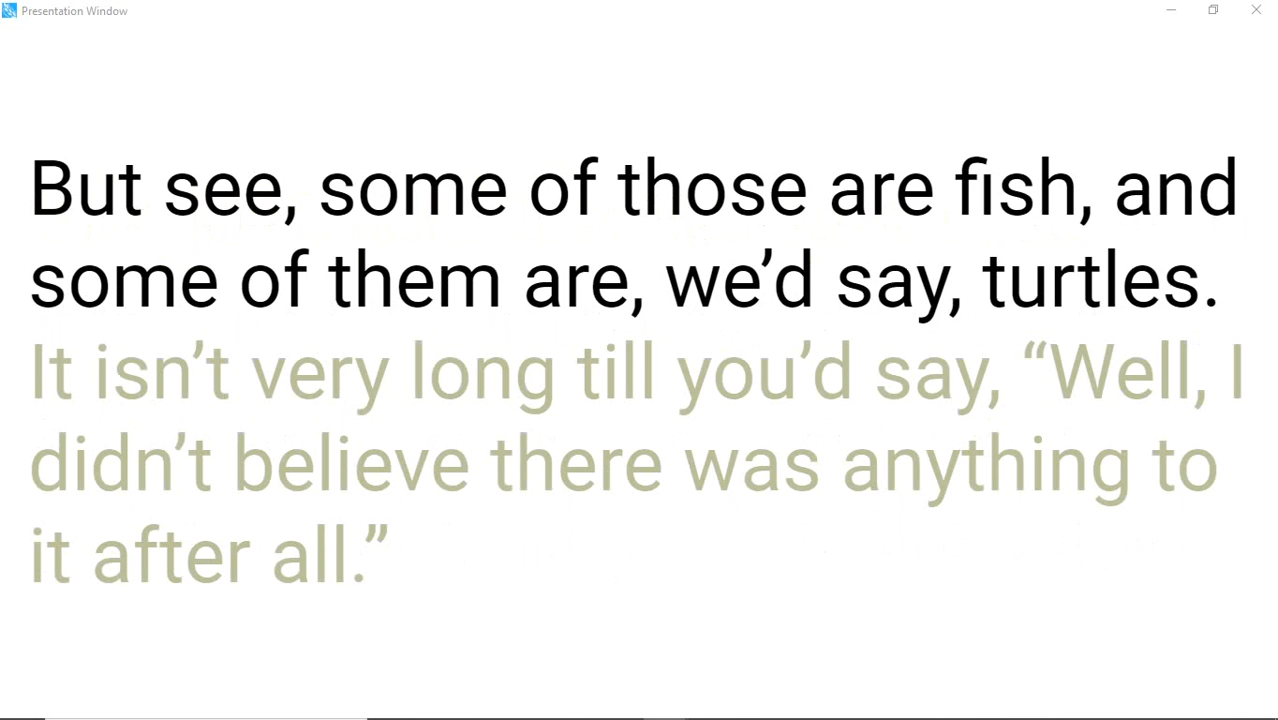 Presentation Window
But see, some of those are fish, and
some of them are, we’d say, turtles.
It isn’t very long till you’d say, “Well, I
didn’t believe there was anything to
it after all.”